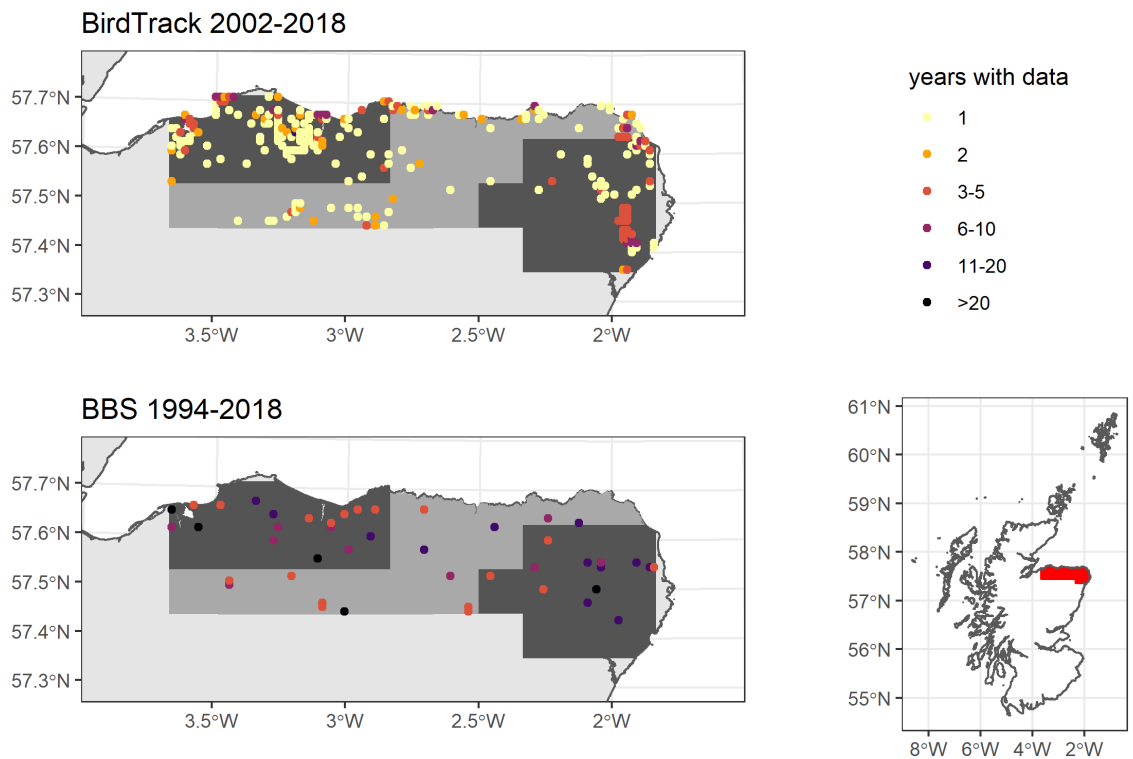 BirdTrack 2002-2018
57.7°N
57.6°N
57.5°N
57.4°N
57.3°N
3.5°W 3°W 2.5°W 2°W
years with data
1
2
3-5
6-10
11-20
>20
BBS 1994-2018
57.7°N
57.6°N
57.5°N
57.4°N
57.3°N
3.5°W 3°W 2.5°W 2°W
61°N
60°N
59°N
58°N
57°N
56°N
55°N
8°W 6°W 4°W 2°W